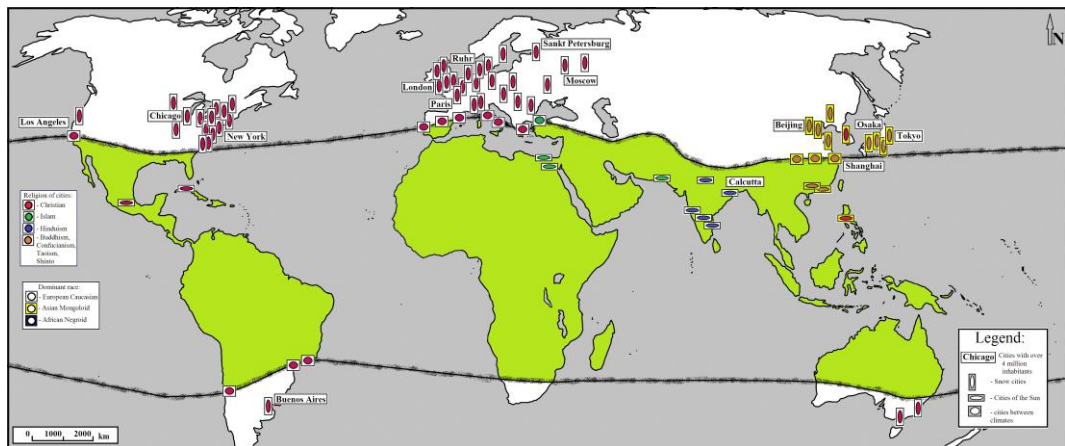 N
Sankt Petersburg
Ruhr
London
Moscow
Paris
Chicago
Los Angeles
New York
Beijing
Osaka
Tokyo
Shanghai
Calcutta
Religion of cities:
- Christian
- Islam
- Hinduism
- Buddhism,
Confucianism,
Taoism,
Shinto
Dominant race:
- European Caucasian
- Asian Mongoloid
- African Negroid
Buenos Aires
0 1000 2000 km
Legend:
Chicago Cities with over
4 million
inhabitants
- Snow cities
- Cities of the Sun
- cities between
climates